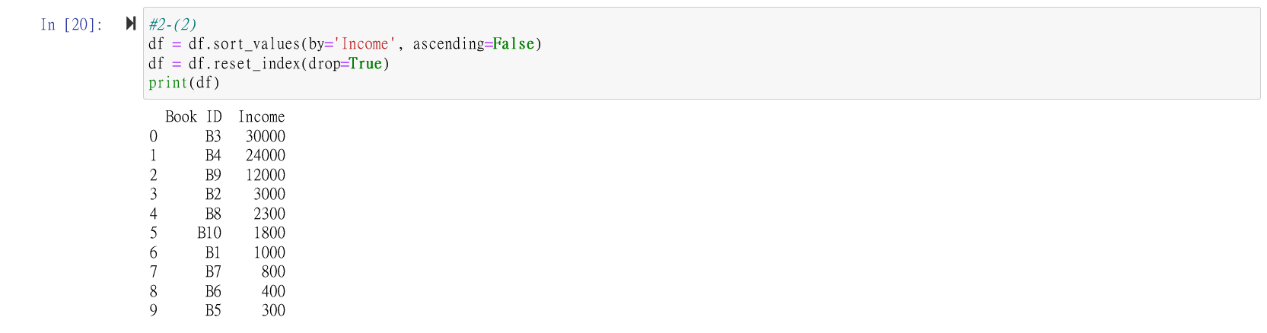 In [20]:
#2-(2)
df = df.sort_values(by='Income', ascending=False)
df = df.reset_index(drop=True)
print(df)
Book ID Income
0 B3 30000
1 B4 24000
2 B9 12000
3 B2 3000
4 B8 2300
5 B10 1800
6 B1 1000
7 B7 800
8 B6 400
9 B5 300